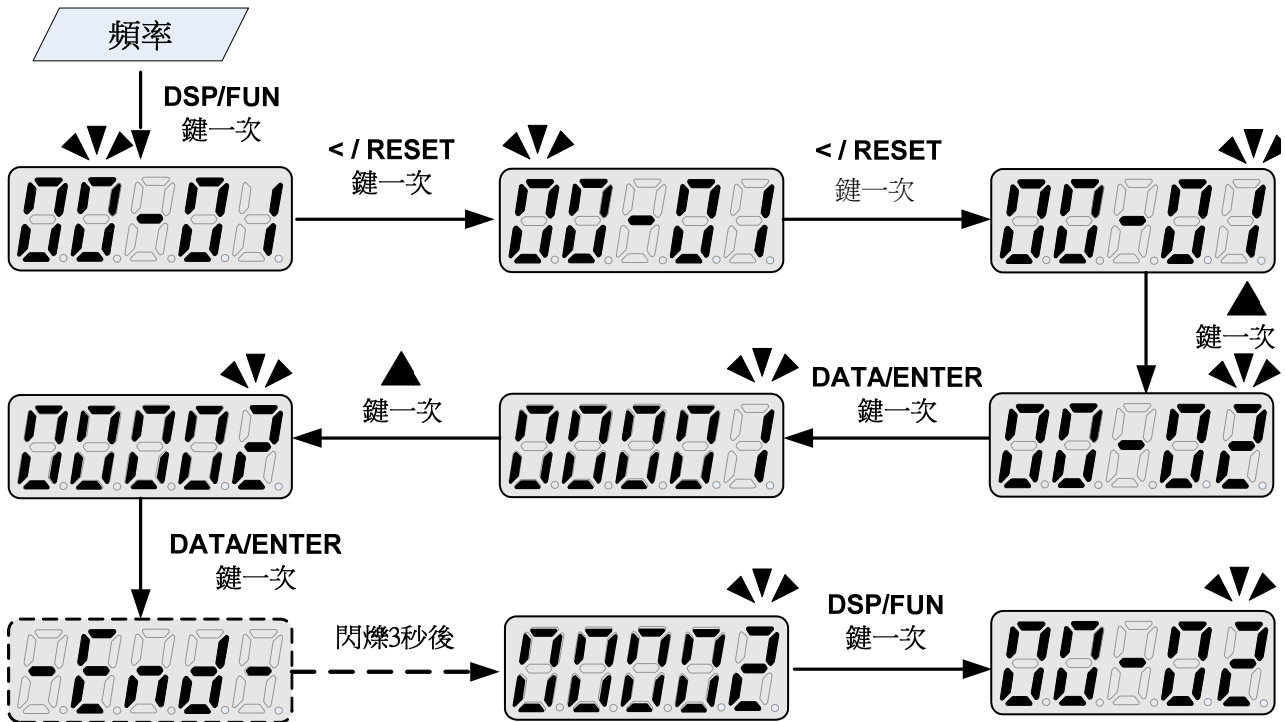 頻率
DSP/FUN
鍵一次
00-01
< / RESET
鍵一次
00-01
< / RESET
鍵一次
00-01
▲
鍵一次
00-02
DATA/ENTER
鍵一次
00001
▲
鍵一次
00002
DATA/ENTER
鍵一次
-End-
閃爍3秒後
00002
DSP/FUN
鍵一次
00-02